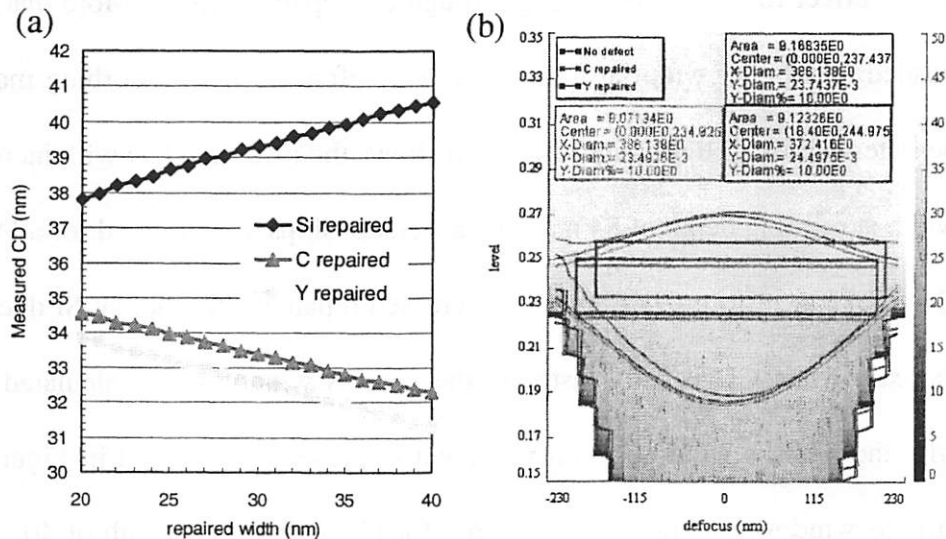 (a)
42
41
40
39
38
37
36
35
34
33
32
31
30
Measured CD (nm)
Si repaired
C repaired
Y repaired
20
25
30
35
40
repaired width (nm)
(b)
0.35
0.33
0.31
0.29
0.27
0.25
0.23
0.21
0.19
0.17
0.15
level
No defect
C repaired
Y repaired
Area = 9.16835E0
Center = (0.000E0,237.437
X-Diam.= 386.138E0
Y-Diam.= 23.7437E-3
Y-Diam%= 10.00E0
Area = 9.07134E0
Center = (0.000E0,234.926
X-Diam.= 386.138E0
Y-Diam.= 23.4926E-3
Y-Diam%= 10.00E0
Area = 9.12326E0
Center = (18.40E0,244.975
X-Diam.= 372.416E0
Y-Diam.= 24.4975E-3
Y-Diam%= 10.00E0
-230
-115
0
115
230
defocus (nm)
50
45
40
35
30
25
20
15
10
5
0